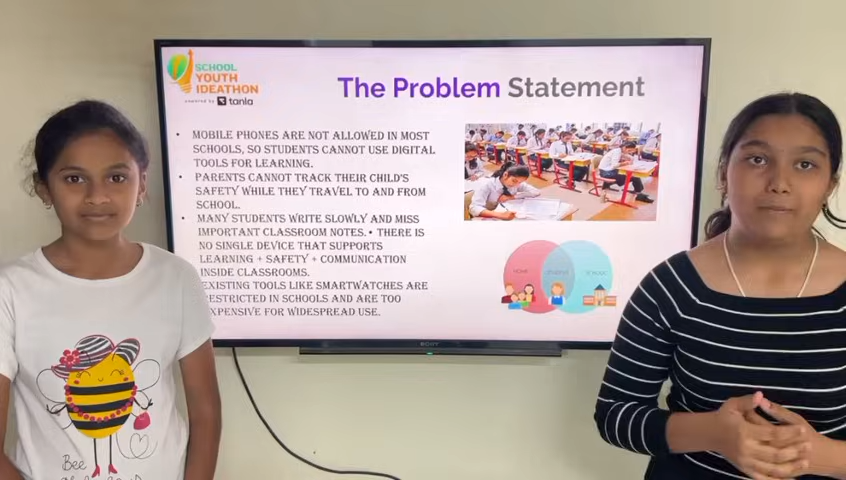 SCHOOL
YOUTH
IDEATHON
powered by tanla
The Problem Statement
• MOBILE PHONES ARE NOT ALLOWED IN MOST
SCHOOLS, SO STUDENTS CANNOT USE DIGITAL
TOOLS FOR LEARNING.
• PARENTS CANNOT TRACK THEIR CHILD'S
SAFETY WHILE THEY TRAVEL TO AND FROM
SCHOOL.
• MANY STUDENTS WRITE SLOWLY AND MISS
IMPORTANT CLASSROOM NOTES. • THERE IS
NO SINGLE DEVICE THAT SUPPORTS
LEARNING + SAFETY + COMMUNICATION
INSIDE CLASSROOMS.
EXISTING TOOLS LIKE SMARTWATCHES ARE
RESTRICTED IN SCHOOLS AND ARE TOO
EXPENSIVE FOR WIDESPREAD USE.
HOME
SCHOOL
SONY
Bee